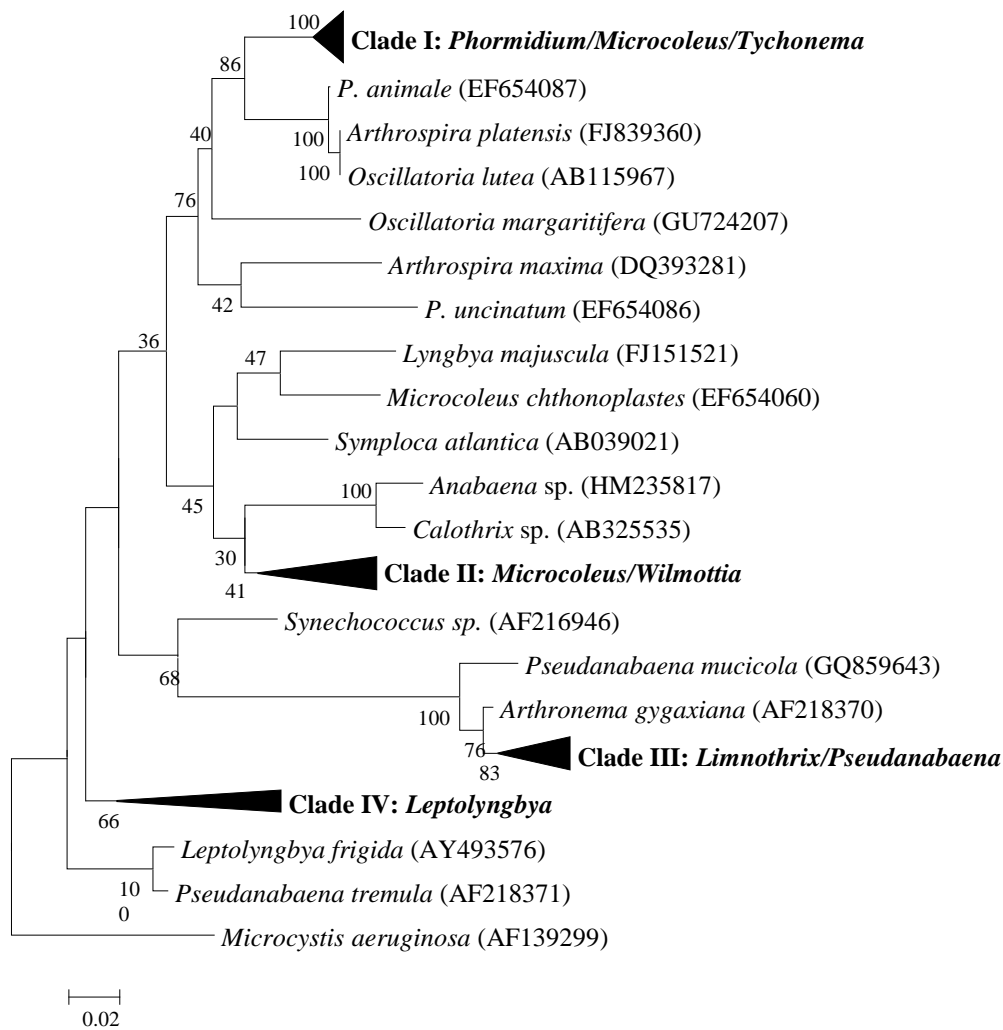 100
Clade I: Phormidium/Microcoleus/Tychonema
86
P. animale (EF654087)
40
100
Arthrospira platensis (FJ839360)
100
Oscillatoria lutea (AB115967)
76
Oscillatoria margaritifera (GU724207)
Arthrospira maxima (DQ393281)
42
P. uncinatum (EF654086)
36
47
Lyngbya majuscula (FJ151521)
Microcoleus chthonoplastes (EF654060)
Symploca atlantica (AB039021)
45
100
Anabaena sp. (HM235817)
Calothrix sp. (AB325535)
30
41
Clade II: Microcoleus/Wilmottia
Synechococcus sp. (AF216946)
68
Pseudanabaena mucicola (GQ859643)
100
Arthronema gygaxiana (AF218370)
76
83
Clade III: Limnothrix/Pseudanabaena
66
Clade IV: Leptolyngbya
Leptolyngbya frigida (AY493576)
10
0
Pseudanabaena tremula (AF218371)
Microcystis aeruginosa (AF139299)
0.02